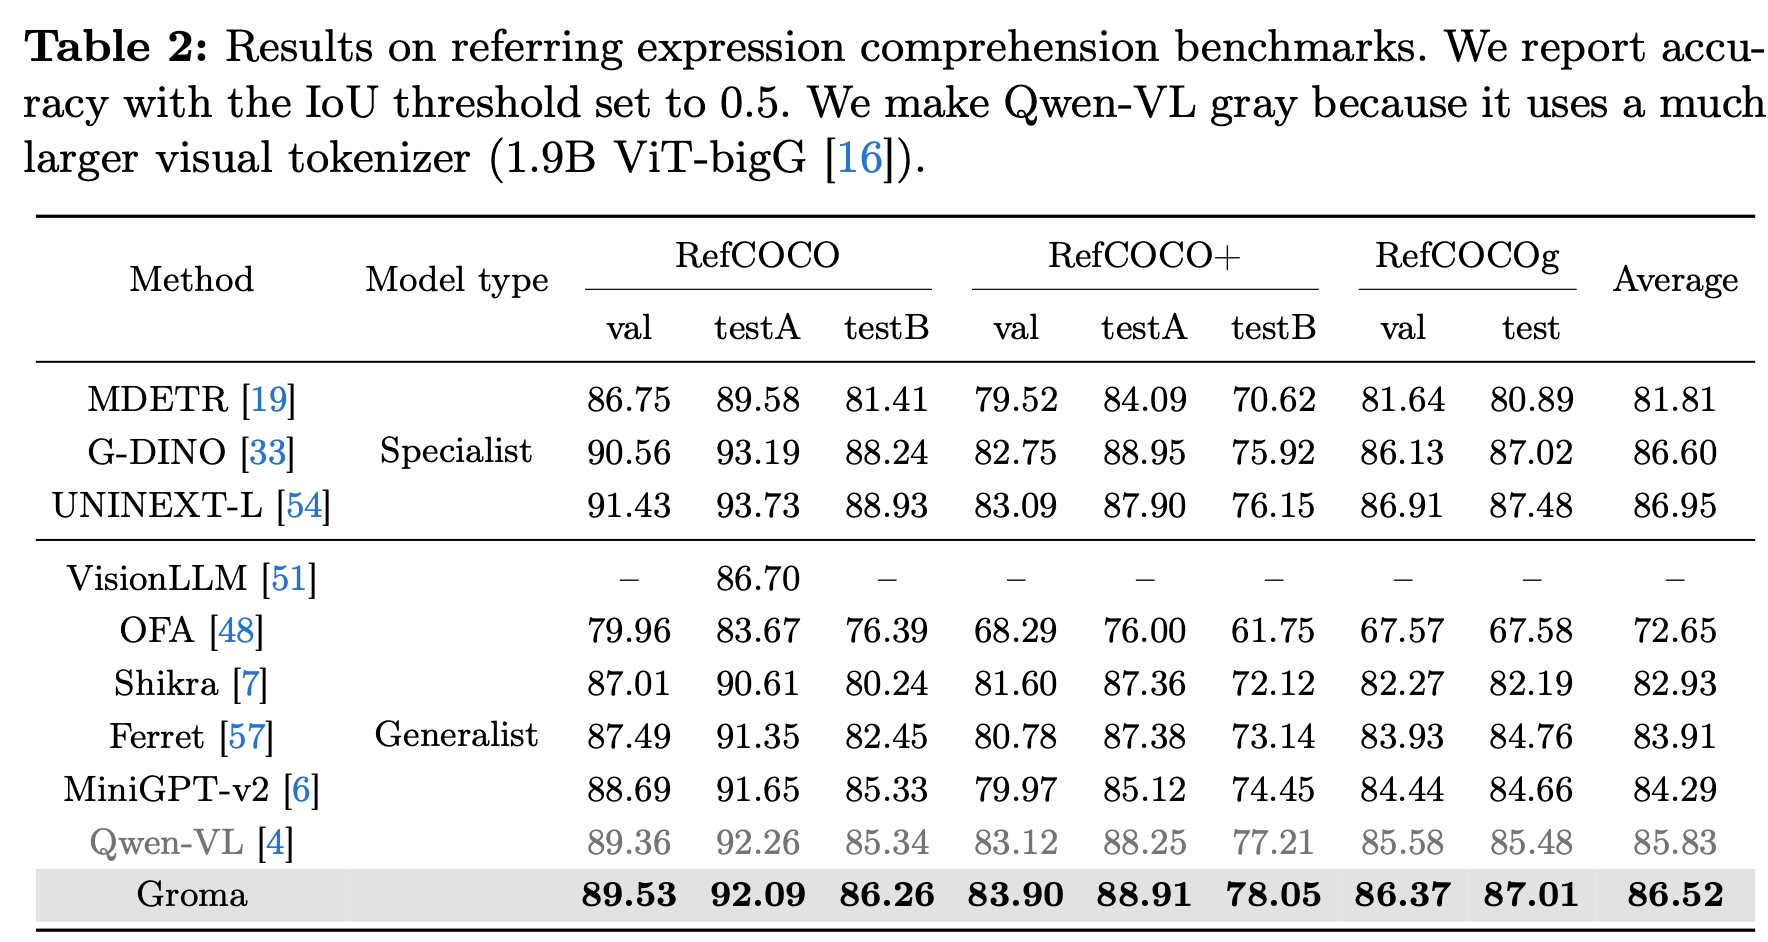 Table 2: Results on referring expression comprehension benchmarks. We report accu-
racy with the IoU threshold set to 0.5. We make Qwen-VL gray because it uses a much
larger visual tokenizer (1.9B ViT-bigG [16]).
Method Model type RefCOCO RefCOCO+ RefCOCOg Average
val testA testB val testA testB val test
MDETR [19] 86.75 89.58 81.41 79.52 84.09 70.62 81.64 80.89 81.81
G-DINO [33] Specialist 90.56 93.19 88.24 82.75 88.95 75.92 86.13 87.02 86.60
UNINEXT-L [54] 91.43 93.73 88.93 83.09 87.90 76.15 86.91 87.48 86.95
VisionLLM [51] – 86.70 – – – – – – –
OFA [48] 79.96 83.67 76.39 68.29 76.00 61.75 67.57 67.58 72.65
Shikra [7] 87.01 90.61 80.24 81.60 87.36 72.12 82.27 82.19 82.93
Ferret [57] Generalist 87.49 91.35 82.45 80.78 87.38 73.14 83.93 84.76 83.91
MiniGPT-v2 [6] 88.69 91.65 85.33 79.97 85.12 74.45 84.44 84.66 84.29
Qwen-VL [4] 89.36 92.26 85.34 83.12 88.25 77.21 85.58 85.48 85.83
Groma 89.53 92.09 86.26 83.90 88.91 78.05 86.37 87.01 86.52